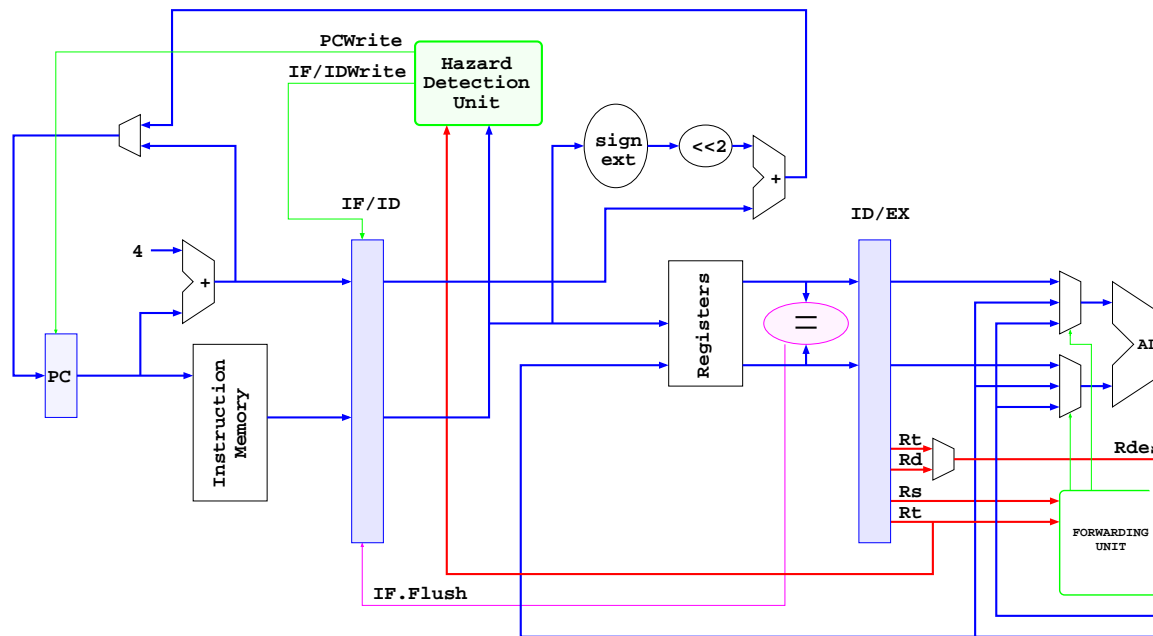 PCWrite
IF/IDWrite
Hazard
Detection
Unit
sign
ext
<<2
+
IF/ID
ID/EX
4
+
Registers
=
PC
Instruction
Memory
Rt
Rd
Rs
Rt
FORWARDING
UNIT
IF.Flush